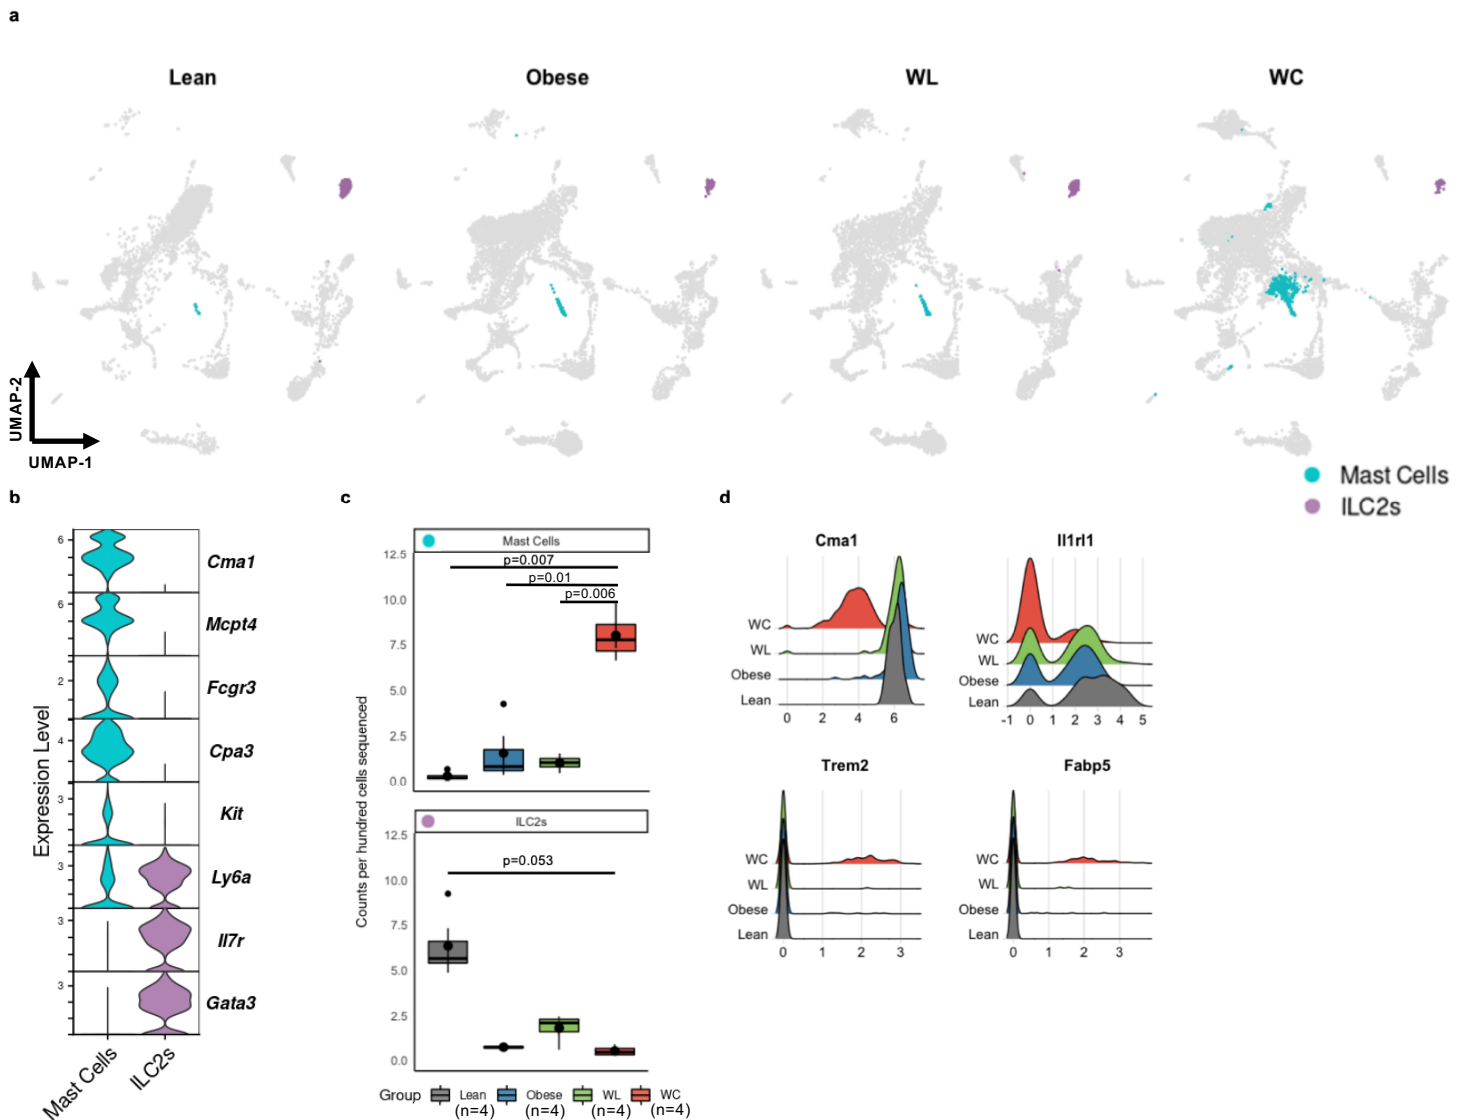 a
Lean
Obese
WL
WC
UMAP-2
UMAP-1
Mast Cells
ILC2s
b
6
Cma1
6
Mcpt4
2
Fcgr3
4
Cpa3
3
Kit
3
Ly6a
3
Il7r
3
Gata3
Expression Level
Mast Cells
ILC2s
c
Mast Cells
12.5
10.0
7.5
5.0
2.5
0.0
p=0.007
p=0.01
p=0.006
Counts per hundred cells sequenced
ILC2s
12.5
10.0
7.5
5.0
2.5
0.0
p=0.053
Group Lean Obese WL WC
(n=4) (n=4) (n=4) (n=4)
d
Cma1
WC
WL
Obese
Lean
0 2 4 6
Il1rl1
WC
WL
Obese
Lean
-1 0 1 2 3 4 5
Trem2
WC
WL
Obese
Lean
0 1 2 3
Fabp5
WC
WL
Obese
Lean
0 1 2 3